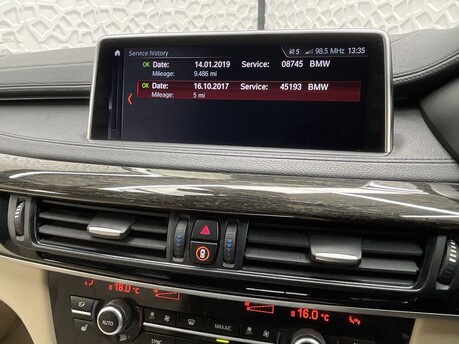 Service history
5 98.5 MHz 13:35
OK Date: 14.01.2019 Service: 08745 BMW
Mileage: 9.486 mi
OK Date: 16.10.2017 Service: 45193 BMW
Mileage: 5 mi
18.0°
16.0°
AUTO
MAX A/C
SYNC